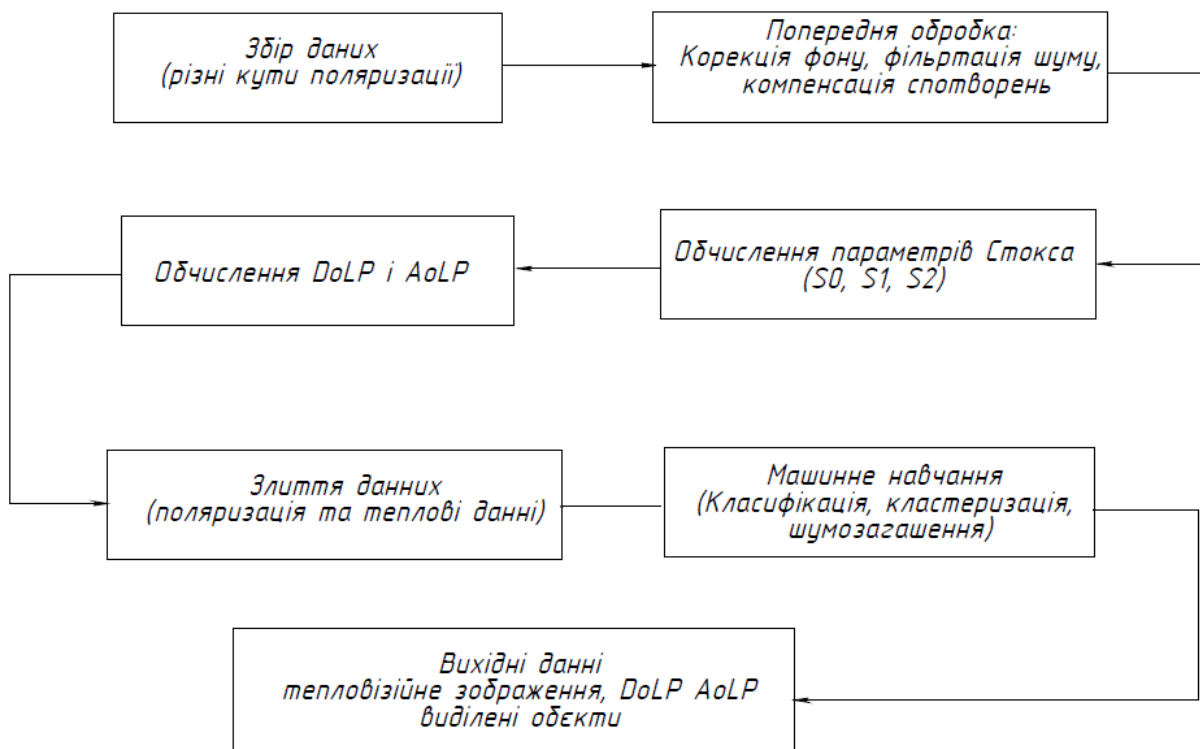 Збір даних
(різні кути поляризації)
Попередня обробка:
Корекція фону, фільртація шуму,
компенсація спотворень
Обчислення DoLP і AoLP
Обчислення параметрів Стокса
(S0, S1, S2)
Злиття данних
(поляризація та теплові данні)
Машинне навчання
(Класифікація, кластеризація,
шумозагашення)
Вихідні данні
тепловізійне зображення, DoLP AoLP
виділені обєкти